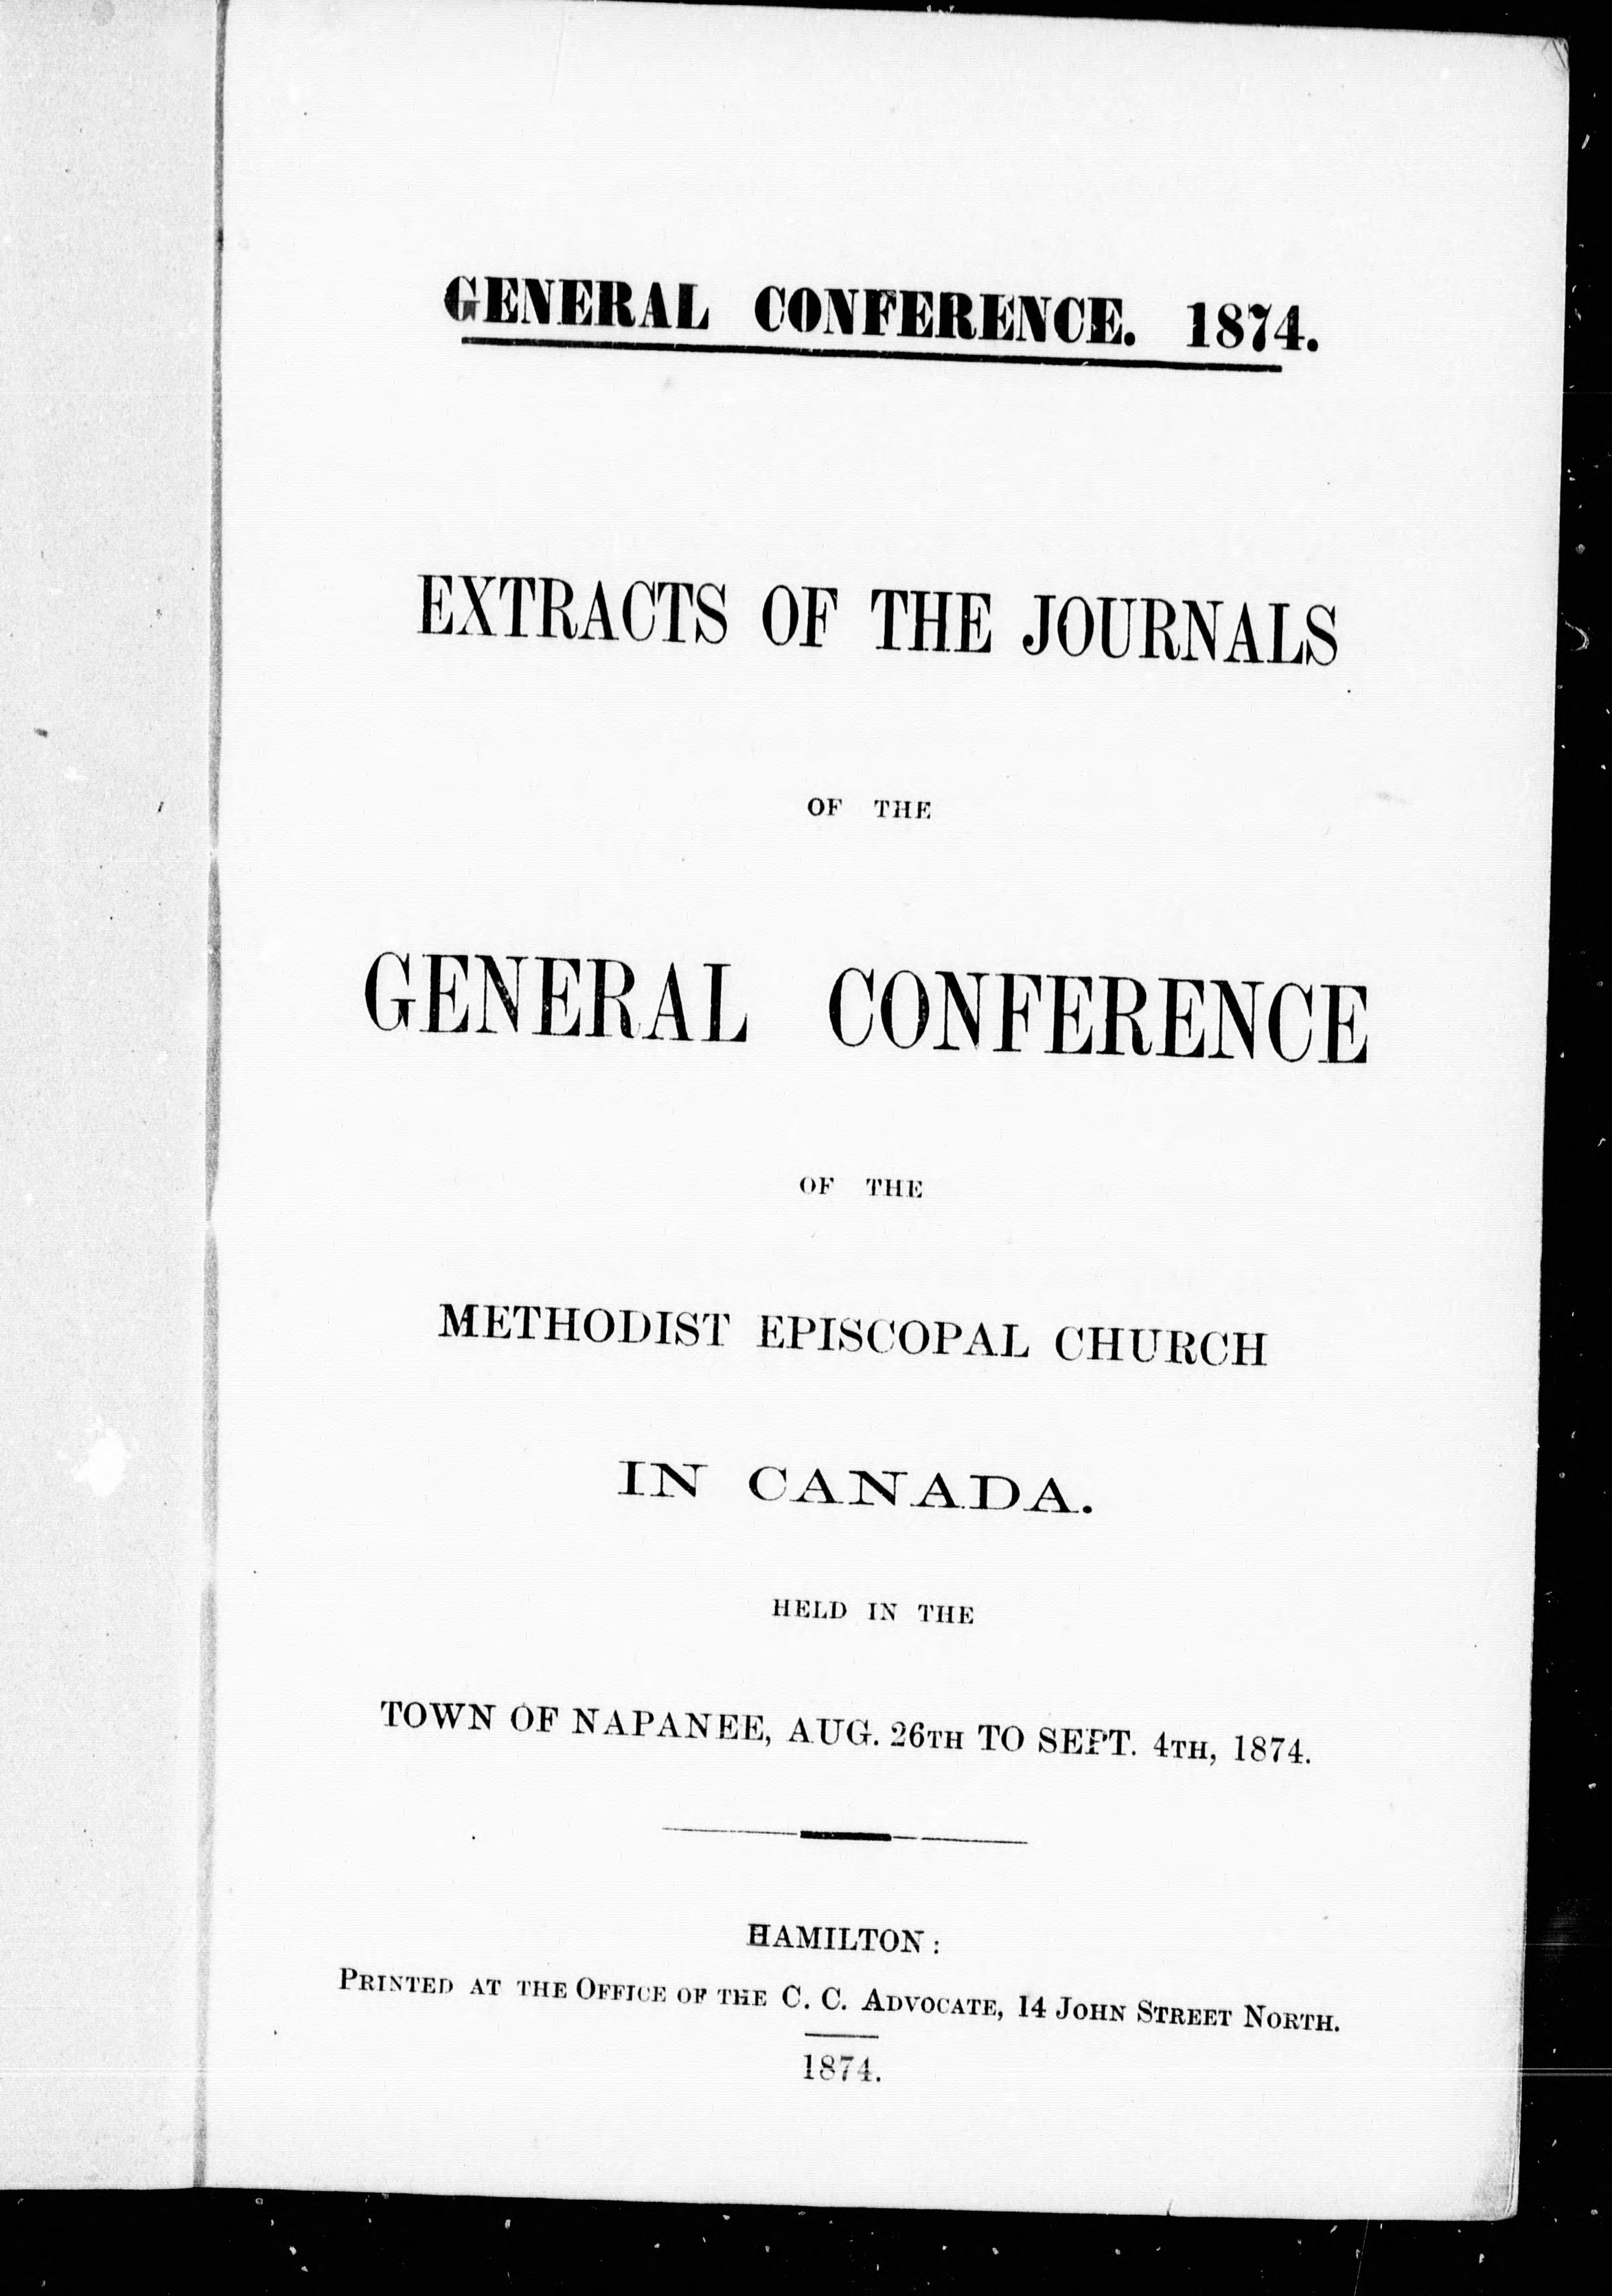 GENERAL CONFERENCE. 1874.
EXTRACTS OF THE JOURNALS
OF THE
GENERAL CONFERENCE
OF THE
METHODIST EPISCOPAL CHURCH
IN CANADA.
HELD IN THE
TOWN OF NAPANEE, AUG. 26TH TO SEPT. 4TH, 1874.
HAMILTON:
PRINTED AT THE OFFICE OF THE C. C. ADVOCATE, 14 JOHN STREET NORTH.
1874.